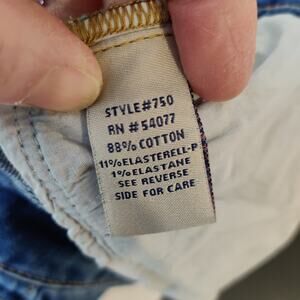 STYLE#750
RN # 54077
88% COTTON
11%ELASTERELL-P
1%ELASTANE
SEE REVERSE
SIDE FOR CARE